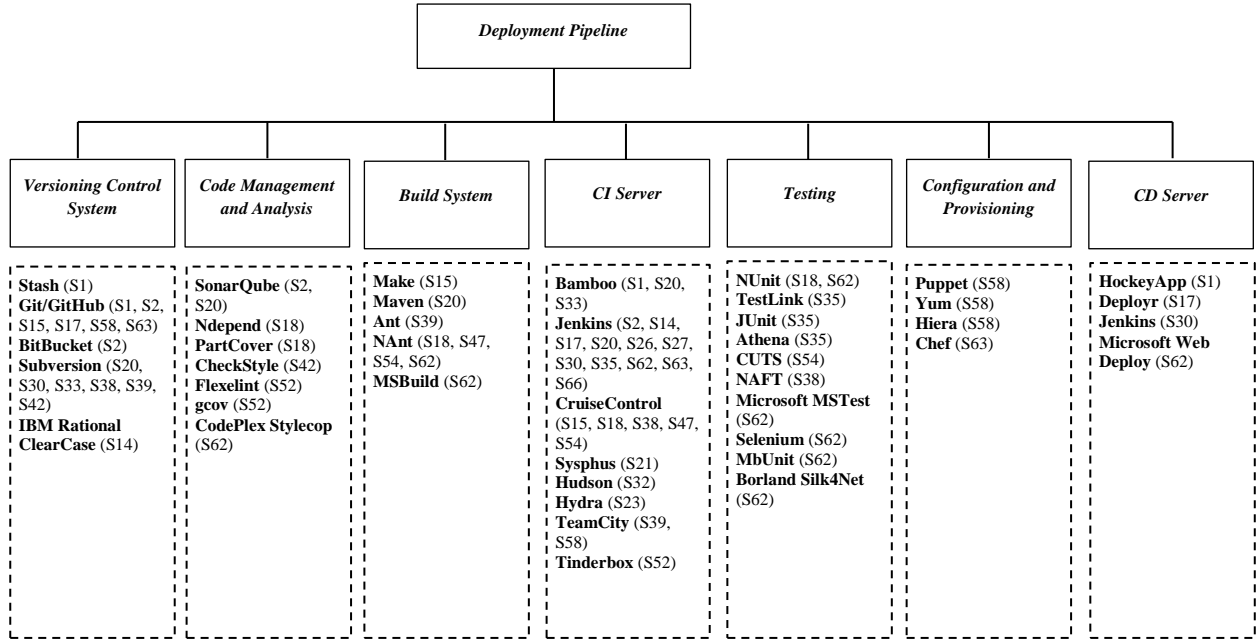 Deployment Pipeline
Versioning Control
System
Code Management
and Analysis
Build System
CI Server
Testing
Configuration and
Provisioning
CD Server
Stash (S1)
Git/GitHub (S1, S2,
S15, S17, S58, S63)
BitBucket (S2)
Subversion (S20,
S30, S33, S38, S39,
S42)
IBM Rational
ClearCase (S14)
SonarQube (S2,
S20)
Ndepend (S18)
PartCover (S18)
CheckStyle (S42)
Flexelint (S52)
gcov (S52)
CodePlex Stylecop
(S62)
Make (S15)
Maven (S20)
Ant (S39)
NAnt (S18, S47,
S54, S62)
MSBuild (S62)
Bamboo (S1, S20,
S33)
Jenkins (S2, S14,
S17, S20, S26, S27,
S30, S35, S62, S63,
S66)
CruiseControl
(S15, S18, S38, S47,
S54)
Sysphus (S21)
Hudson (S32)
Hydra (S23)
TeamCity (S39,
S58)
Tinderbox (S52)
NUnit (S18, S62)
TestLink (S35)
JUnit (S35)
Athena (S35)
CUTS (S54)
NAFT (S38)
Microsoft MSTest
(S62)
Selenium (S62)
MbUnit (S62)
Borland Silk4Net
(S62)
Puppet (S58)
Yum (S58)
Hiera (S58)
Chef (S63)
HockeyApp (S1)
Deployr (S17)
Jenkins (S30)
Microsoft Web
Deploy (S62)